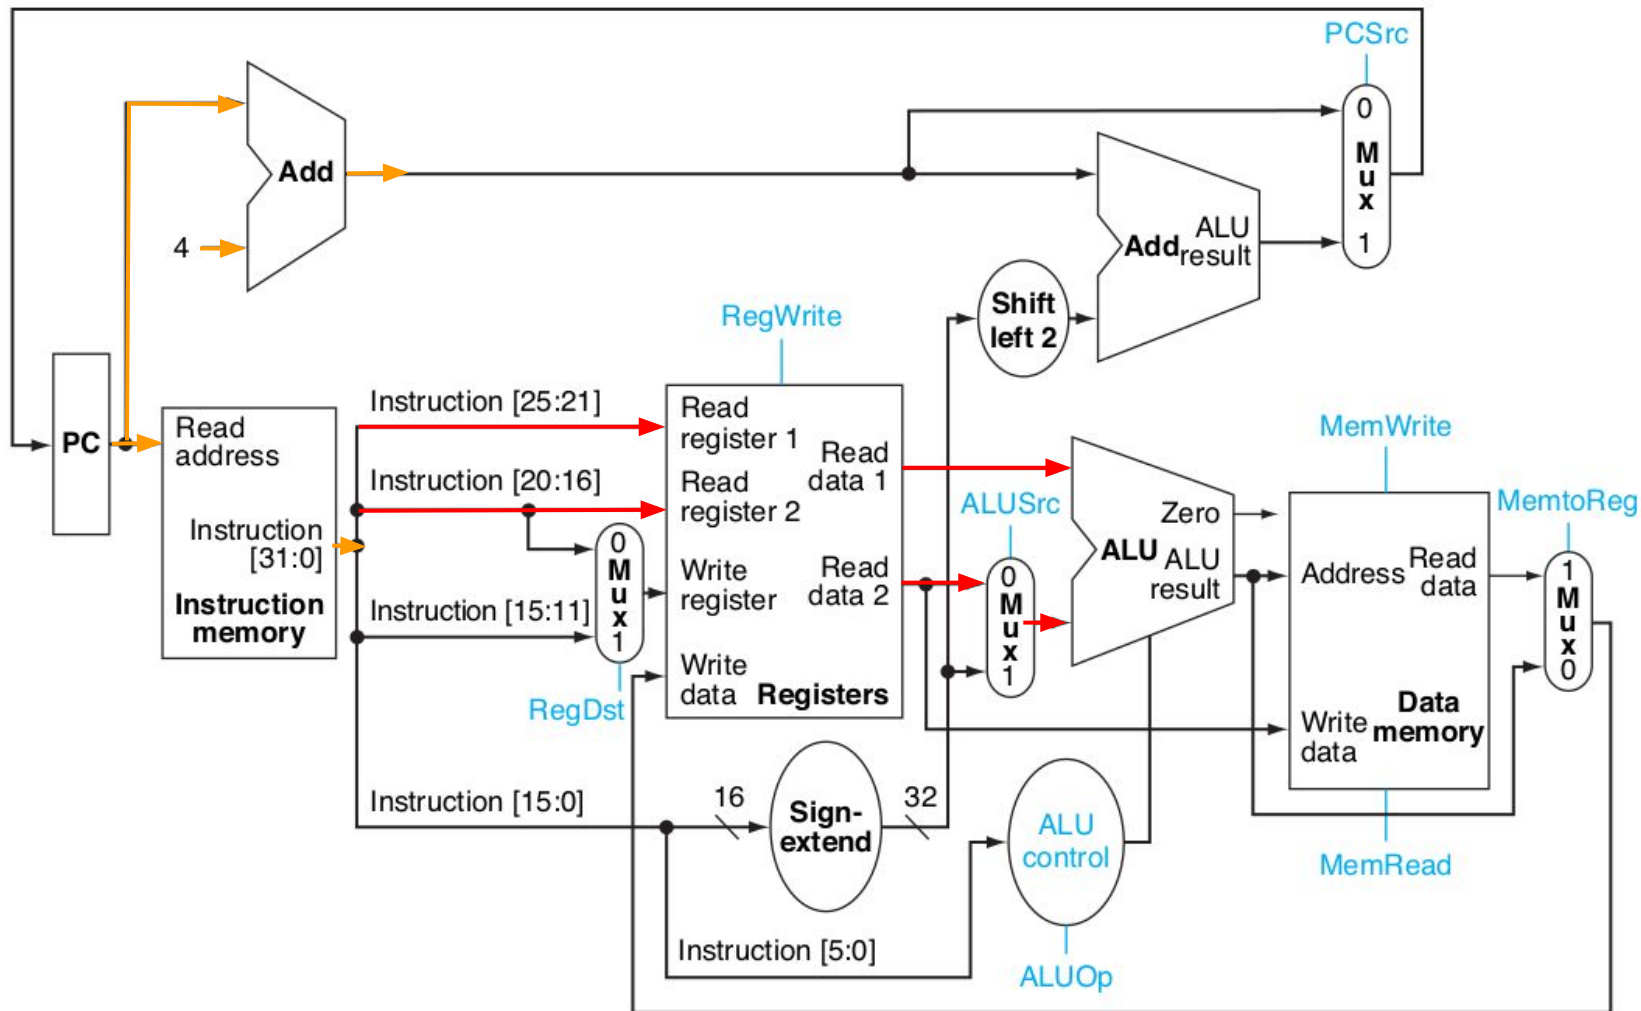 PCSrc
0
M
u
x
1
Add
4
ALU
Add result
Shift
left 2
RegWrite
PC
Read
address
Instruction
[31:0]
Instruction
memory
Instruction [25:21]
Instruction [20:16]
Instruction [15:11]
Instruction [15:0]
Instruction [5:0]
0
M
u
x
1
RegDst
Read
register 1
Read
register 2
Write
register
Write
data
Read
data 1
Read
data 2
Registers
16
Sign-
extend
32
ALUSrc
0
M
u
x
1
Zero
ALU ALU
result
ALU
control
ALUOp
MemWrite
Address
Read
data
Write
data
Data
memory
MemRead
MemtoReg
1
M
u
x
0